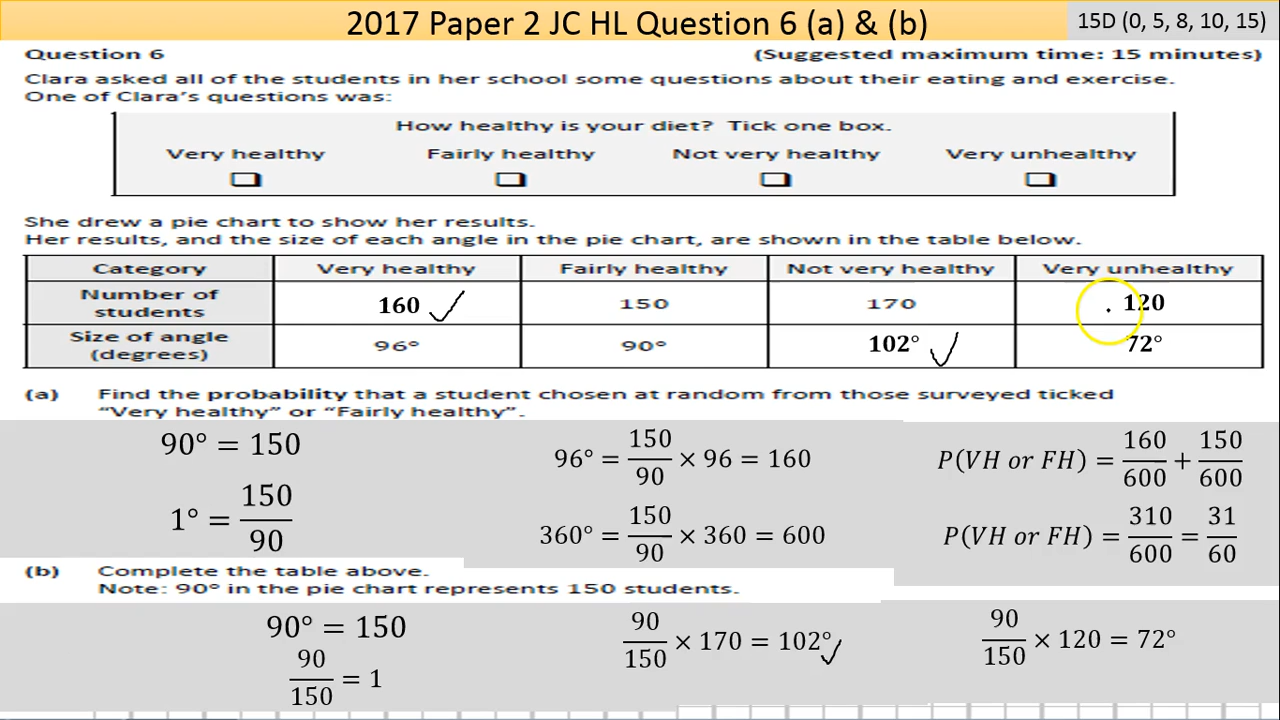 2017 Paper 2 JC HL Question 6 (a) & (b)
15D (0, 5, 8, 10, 15)
Question 6 (Suggested maximum time: 15 minutes)
Clara asked all of the students in her school some questions about their eating and exercise.
One of Clara's questions was:
How healthy is your diet? Tick one box.
Very healthy Fairly healthy Not very healthy Very unhealthy
She drew a pie chart to show her results.
Her results, and the size of each angle in the pie chart, are shown in the table below.
Category Very healthy Fairly healthy Not very healthy Very unhealthy
Number of students 160 ✓ 150 170 120
Size of angle (degrees) 96° 90° 102° ✓ 72°
(a) Find the probability that a student chosen at random from those surveyed ticked
"Very healthy" or "Fairly healthy".
90° = 150
1° = 150/90
96° = 150/90 × 96 = 160
360° = 150/90 × 360 = 600
P(VH or FH) = 160/600 + 150/600
P(VH or FH) = 310/600 = 31/60
(b) Complete the table above.
Note: 90° in the pie chart represents 150 students.
90° = 150
90/150 = 1
90/150 × 170 = 102° ✓
90/150 × 120 = 72°